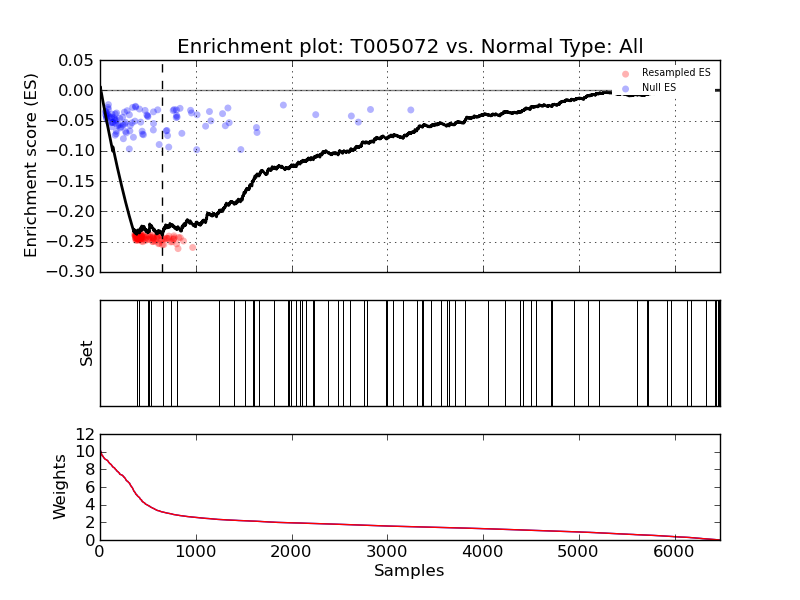 Enrichment plot: T005072 vs. Normal Type: All
Enrichment score (ES)
0.05
0.00
−0.05
−0.10
−0.15
−0.20
−0.25
−0.30
Resampled ES
Null ES
Set
Weights
12
10
8
6
4
2
0
0 1000 2000 3000 4000 5000 6000
Samples